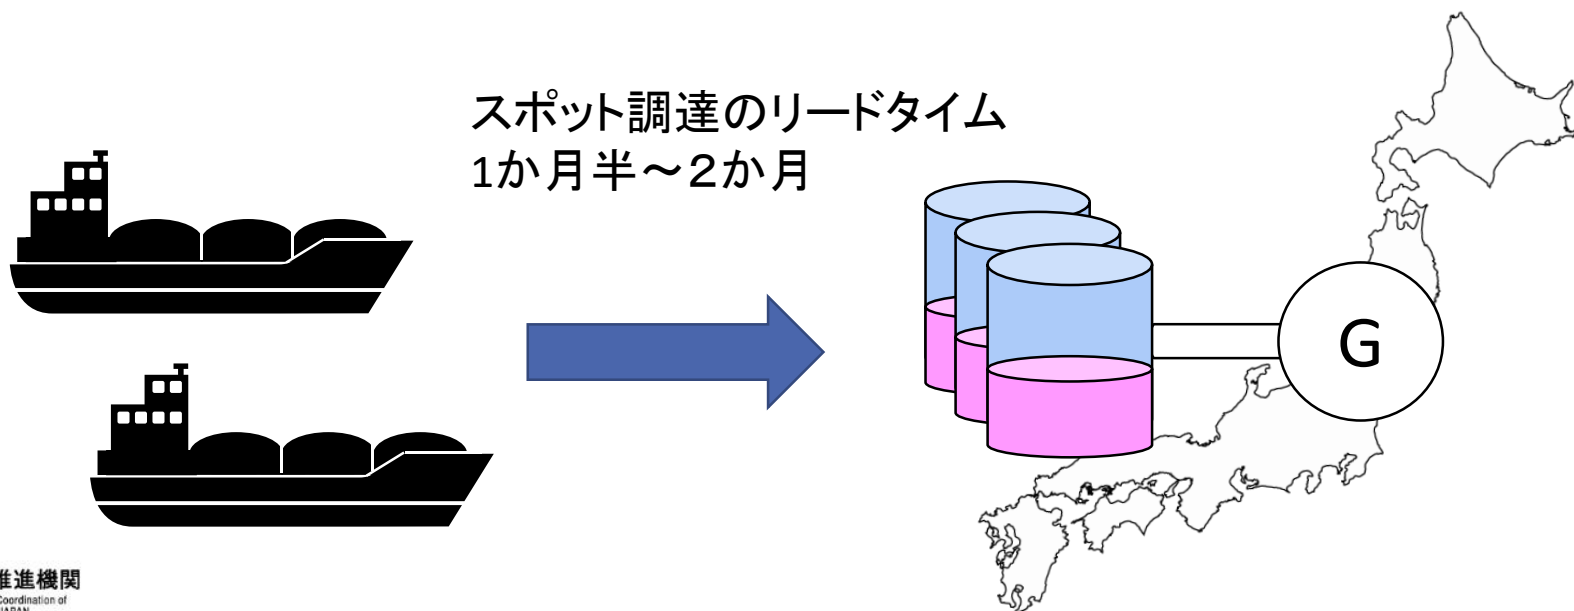 スポット調達のリードタイム
1か月半～２か月
G
推進機関
Coordination of
JAPAN